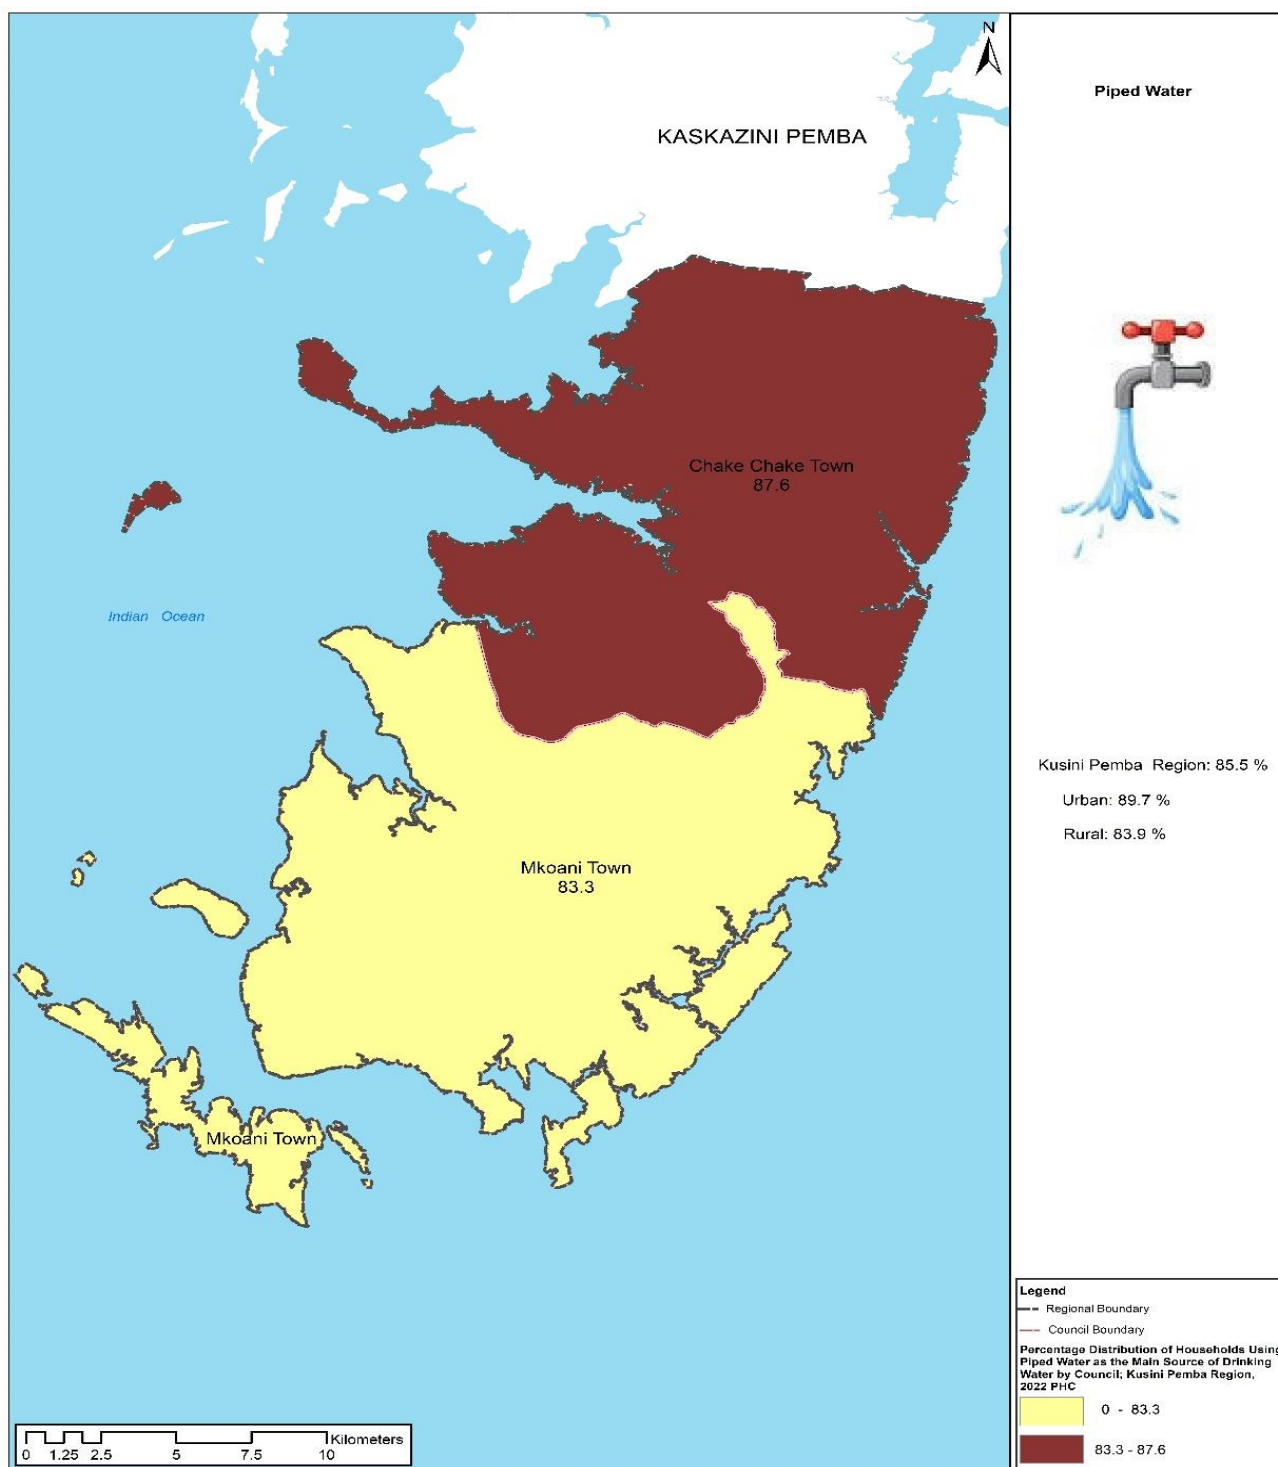 N
KASKAZINI PEMBA
Piped Water
Chake Chake Town
87.6
Indian Ocean
Kusini Pemba Region: 85.5 %
Urban: 89.7 %
Rural: 83.9 %
Mkoani Town
83.3
Mkoani Town
Legend
Regional Boundary
Council Boundary
Percentage Distribution of Households Using
Piped Water as the Main Source of Drinking
Water by Council; Kusini Pemba Region,
2022 PHC
0 - 83.3
83.3 - 87.6
Kilometers
0 1.25 2.5 5 7.5 10